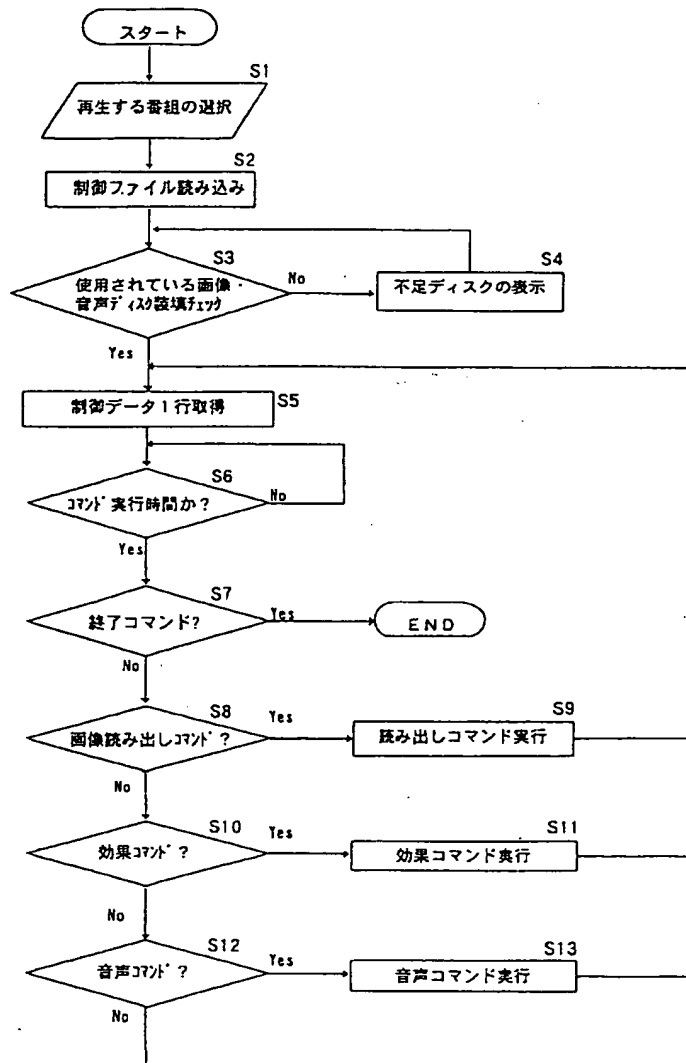 スタート
S1
再生する番組の選択
S2
制御ファイル読み込み
S3
使用されている画像・
音声ディスク装填チェック
No
S4
不足ディスクの表示
Yes
制御データ1行取得
S5
S6
コマンド実行時間か?
No
Yes
S7
終了コマンド?
Yes
END
No
S8
画像読み出しコマンド?
Yes
S9
読み出しコマンド実行
No
S10
効果コマンド?
Yes
S11
効果コマンド実行
No
S12
音声コマンド?
Yes
S13
音声コマンド実行
No